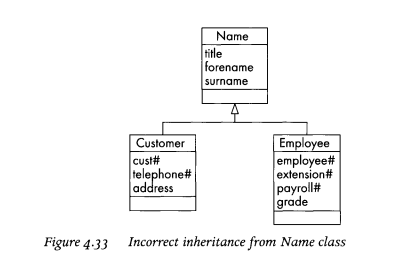 Name
title
forename
surname
Customer
cust#
telephone#
address
Employee
employee#
extension#
payroll#
grade
Figure 4.33 Incorrect inheritance from Name class